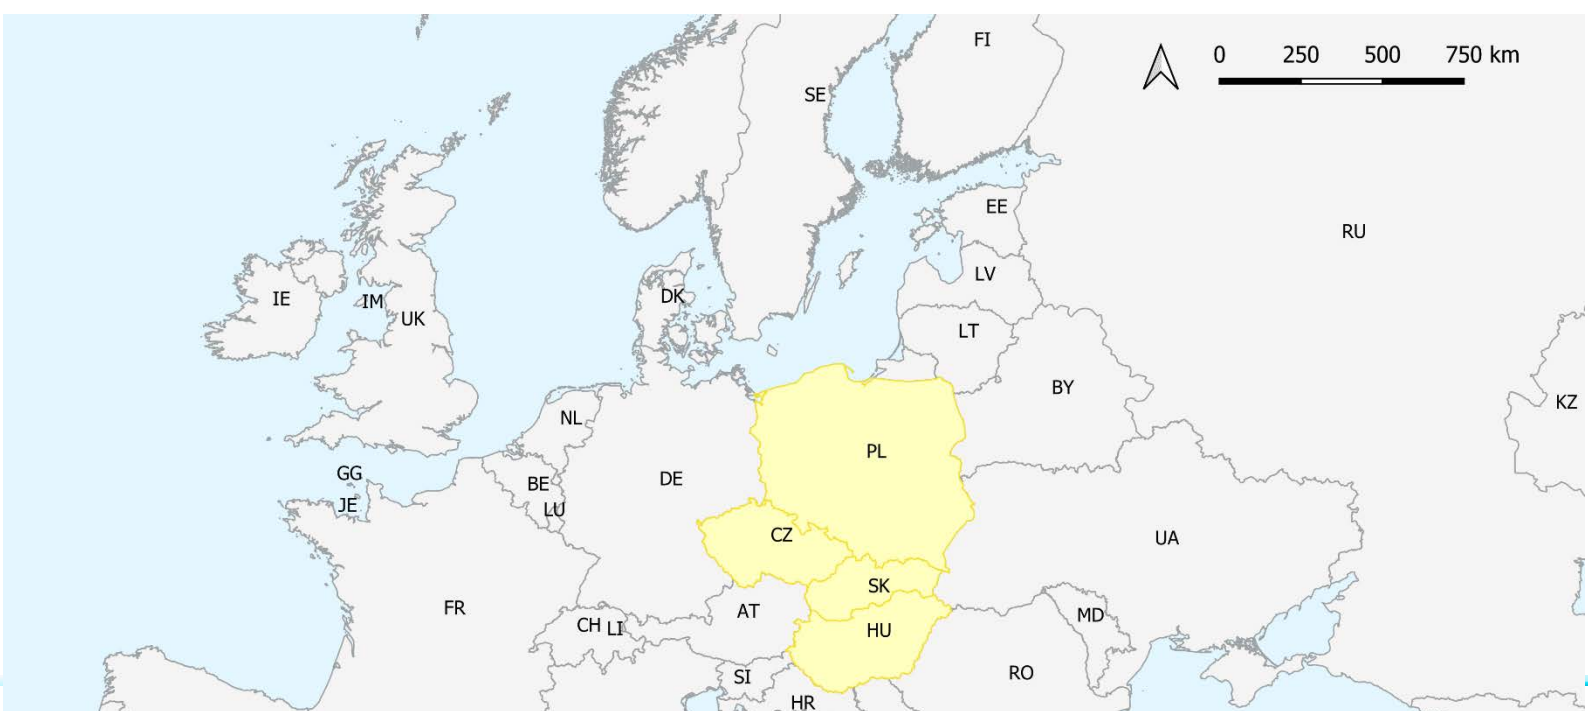 FI
0 250 500 750 km
SE
EE
RU
LV
DK
IE
IM
UK
LT
BY
KZ
NL
PL
GG
DE
BE
JE
LU
CZ
UA
SK
FR
AT
MD
CH
LI
HU
RO
SI
HR